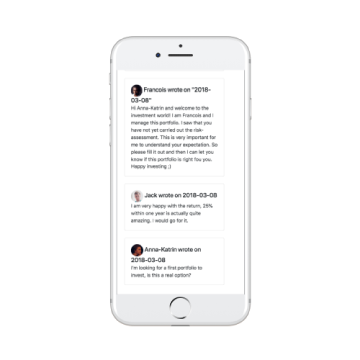 Francois wrote on "2018-
03-08"
Hi Anna-Katrin and welcome to the
investment world! I am Francois and I
manage this portfolio. I saw that you
have not yet carried out the risk-
assessment. This is very important for
me to understand your expectation. So
please fill it out and then I can let you
know if this portfolio is right fou you.
Happy investing ;)
Jack wrote on 2018-03-08
I am very happy with the return, 25%
within one year is actually quite
amazing. I would go for it.
Anna-Katrin wrote on
2018-03-08
I'm looking for a first portfolio to
invest, is this a real option?